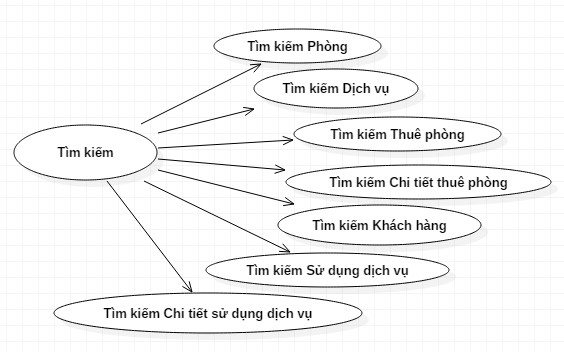 Tìm kiếm Phòng
Tìm kiếm Dịch vụ
Tìm kiếm Thuê phòng
Tìm kiếm
Tìm kiếm Chi tiết thuê phòng
Tìm kiếm Khách hàng
Tìm kiếm Sử dụng dịch vụ
Tìm kiếm Chi tiết sử dụng dịch vụ